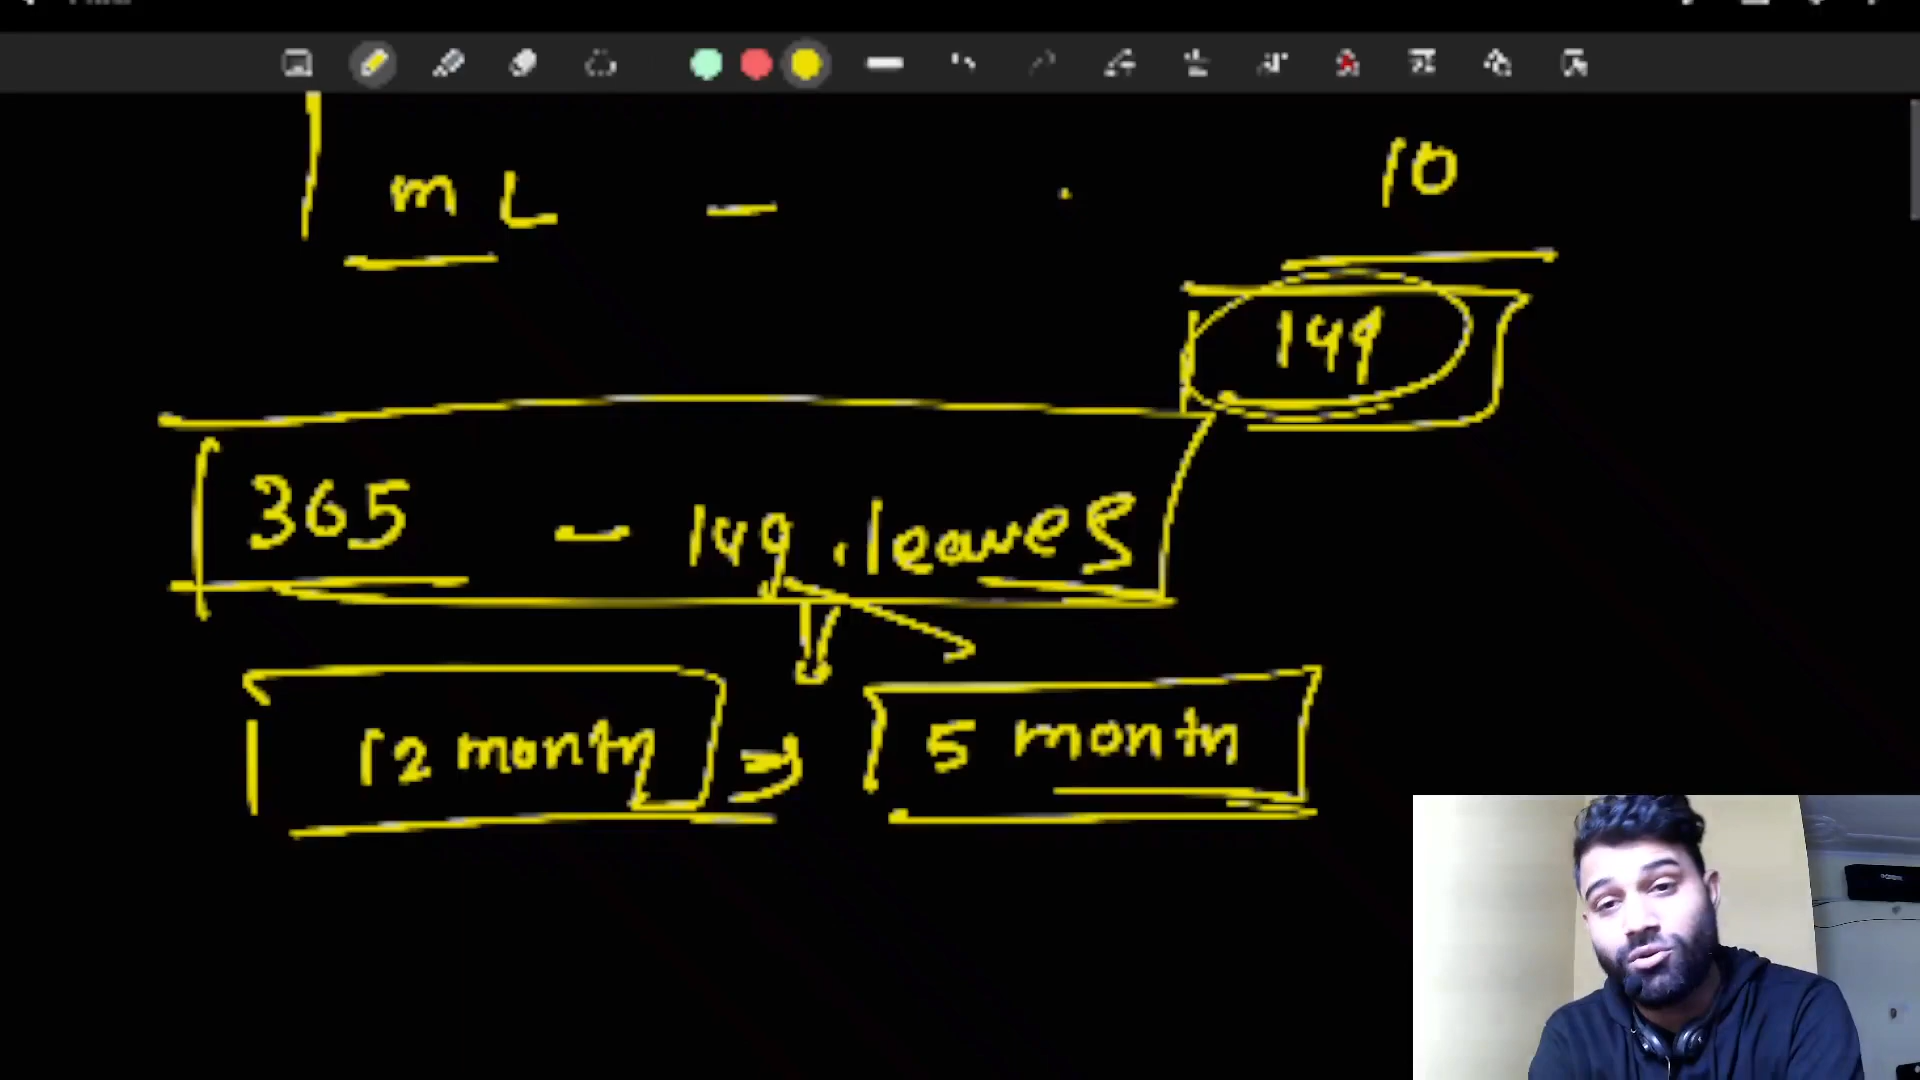 mL - 10
149
365 - 149 . leaves
12 month ⇒ 5 month